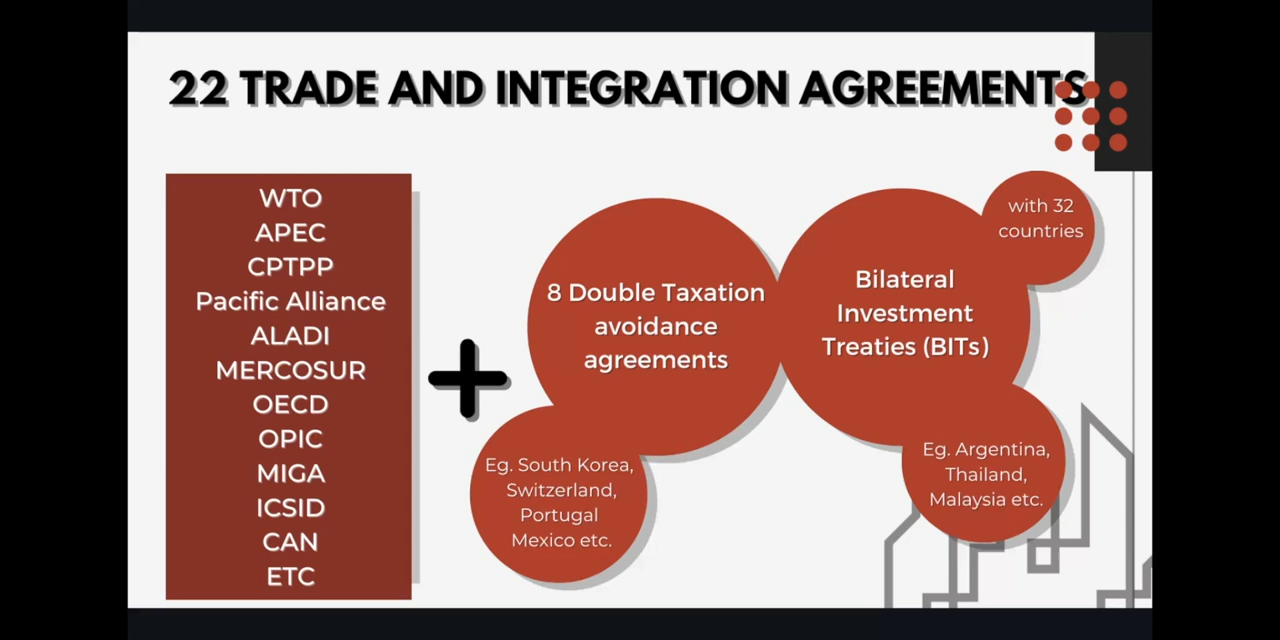 22 TRADE AND INTEGRATION AGREEMENTS
WTO
APEC
CPTPP
Pacific Alliance
ALADI
MERCOSUR
OECD
OPIC
MIGA
ICSID
CAN
ETC
8 Double Taxation
avoidance
agreements
Eg. South Korea,
Switzerland,
Portugal
Mexico etc.
Bilateral
Investment
Treaties (BITs)
with 32
countries
Eg. Argentina,
Thailand,
Malaysia etc.